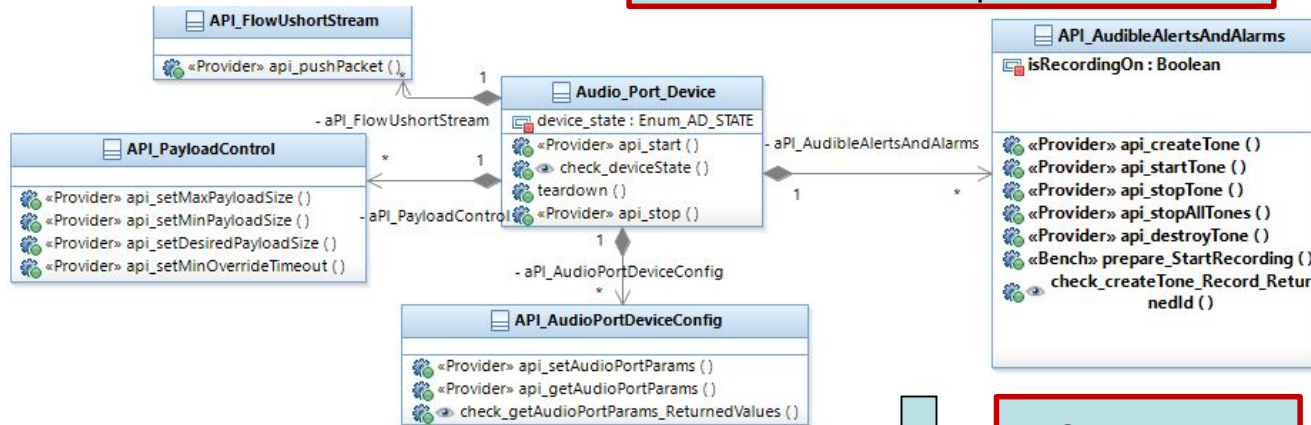 API_FlowUshortStream
«Provider» api_pushPacket ()
*
1
- aPI_FlowUshortStream
Audio_Port_Device
device_state : Enum_AD_STATE
«Provider» api_start ()
check_deviceState ()
teardown ()
«Provider» api_stop ()
API_AudibleAlertsAndAlarms
isRecordingOn : Boolean
«Provider» api_createTone ()
«Provider» api_startTone ()
«Provider» api_stopTone ()
«Provider» api_stopAllTones ()
«Provider» api_destroyTone ()
«Bench» prepare_StartRecording ()
check_createTone_Record_Retur
nedId ()
- aPI_AudibleAlertsAndAlarms
1
*
API_PayloadControl
«Provider» api_setMaxPayloadSize ()
«Provider» api_setMinPayloadSize ()
«Provider» api_setDesiredPayloadSize ()
«Provider» api_setMinOverrideTimeout ()
*
1
- aPI_PayloadControl
1
- aPI_AudioPortDeviceConfig
*
API_AudioPortDeviceConfig
«Provider» api_setAudioPortParams ()
«Provider» api_getAudioPortParams ()
check_getAudioPortParams_ReturnedValues ()